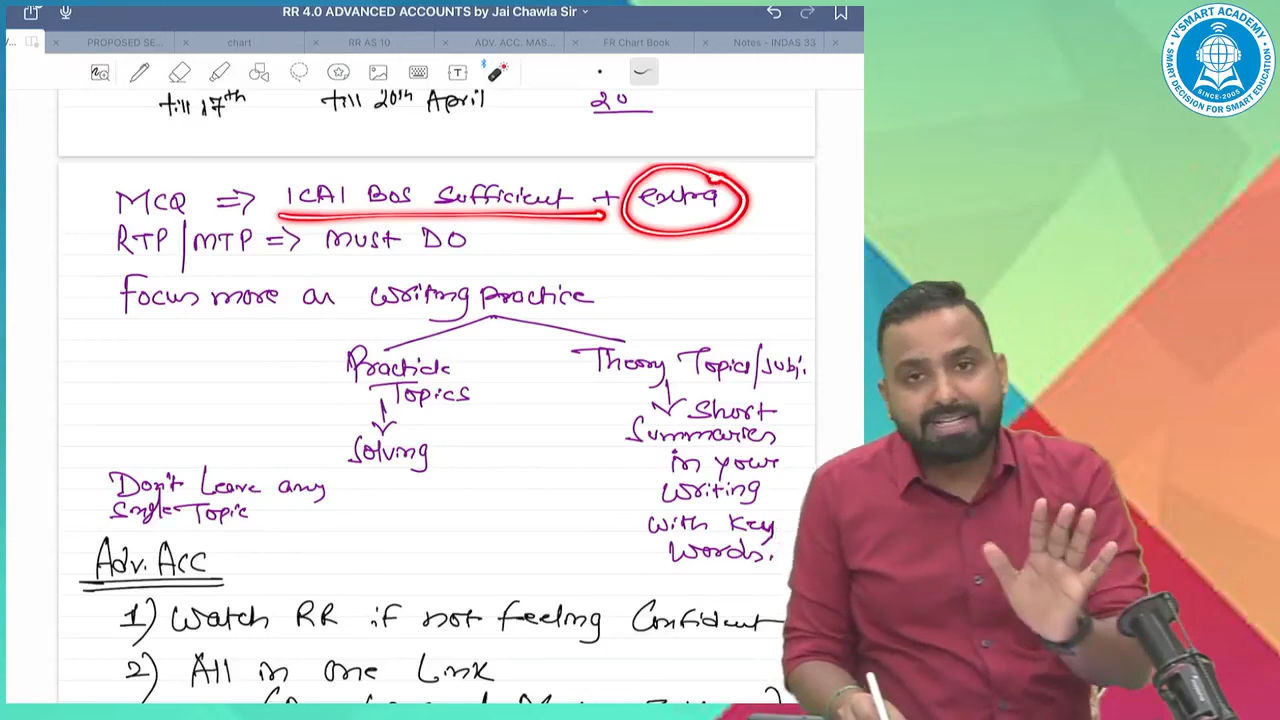 RR 4.0 ADVANCED ACCOUNTS by Jai Chawla Sir
PROPOSED SE...
chart
RR AS 10
ADV. ACC. MAS...
FR Chart Book
Notes - INDAS 33
till 17th
till 20th April
20
MCQ => ICAI BOS Sufficient + extra
RTP|MTP => Must DO
Focus more on writing practice
Practicle
Topics
Solving
Theory Topics/Subj.
Short
Summaries
in your
writing
with Key
words.
Don't Leave any
Single Topic
Adv. Acc
1) Watch RR if not feeling Confident
2) All in one Link
V'SMART ACADEMY
SINCE-2005
SMART DECISION FOR SMART EDUCATION